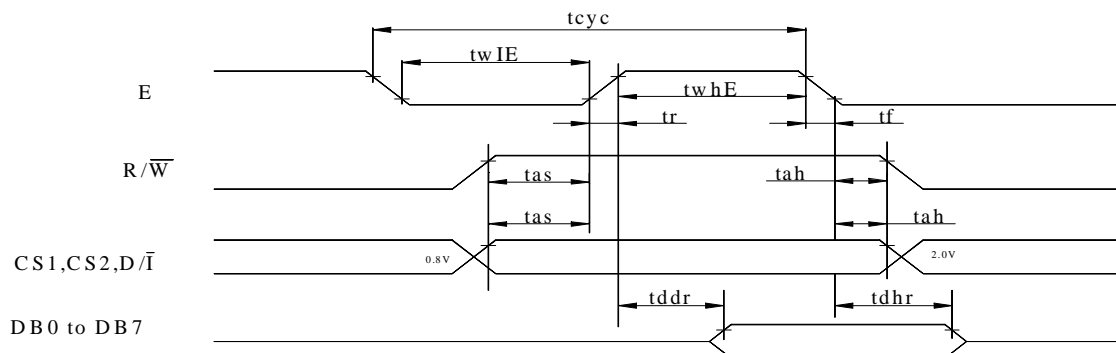 tcyc
twIE
E
twhE
tr
tf
R/W̅
tas
tah
tas
tah
CS1,CS2,D/I̅
0.8V
2.0V
tddr
tdhr
DB0 to DB7